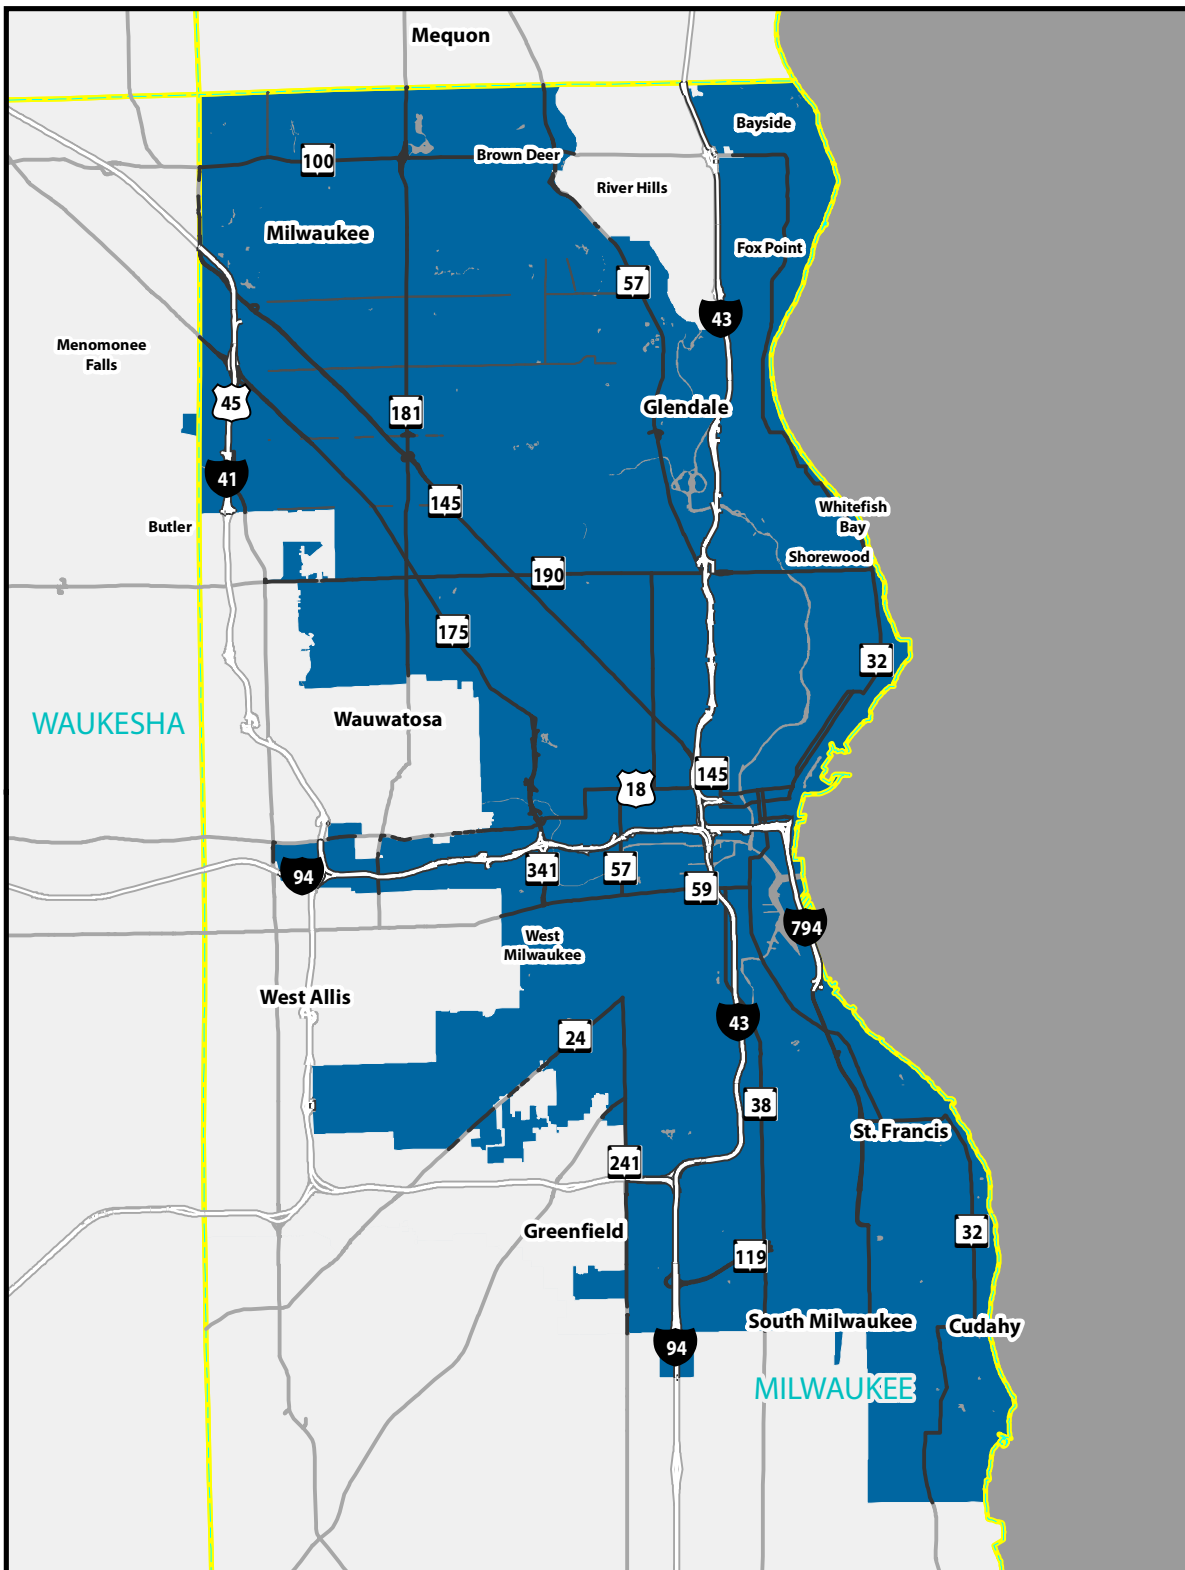 Mequon
Bayside
100
Brown Deer
River Hills
Milwaukee
Fox Point
57
43
Menomonee
Falls
45
181
Glendale
41
145
Whitefish
Bay
Butler
Shorewood
190
175
32
WAUKESHA
Wauwatosa
145
18
94
341
57
59
794
West
Milwaukee
West Allis
43
24
38
St. Francis
241
Greenfield
32
119
South Milwaukee
Cudahy
94
MILWAUKEE